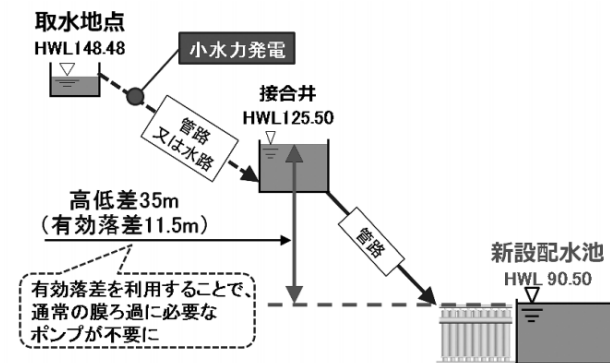 取水地点
HWL148.48
小水力発電
接合井
HWL125.50
管路
又は水路
高低差35m
(有効落差11.5m)
管路
新設配水池
HWL 90.50
有効落差を利用することで、
通常の膜ろ過に必要な
ポンプが不要に